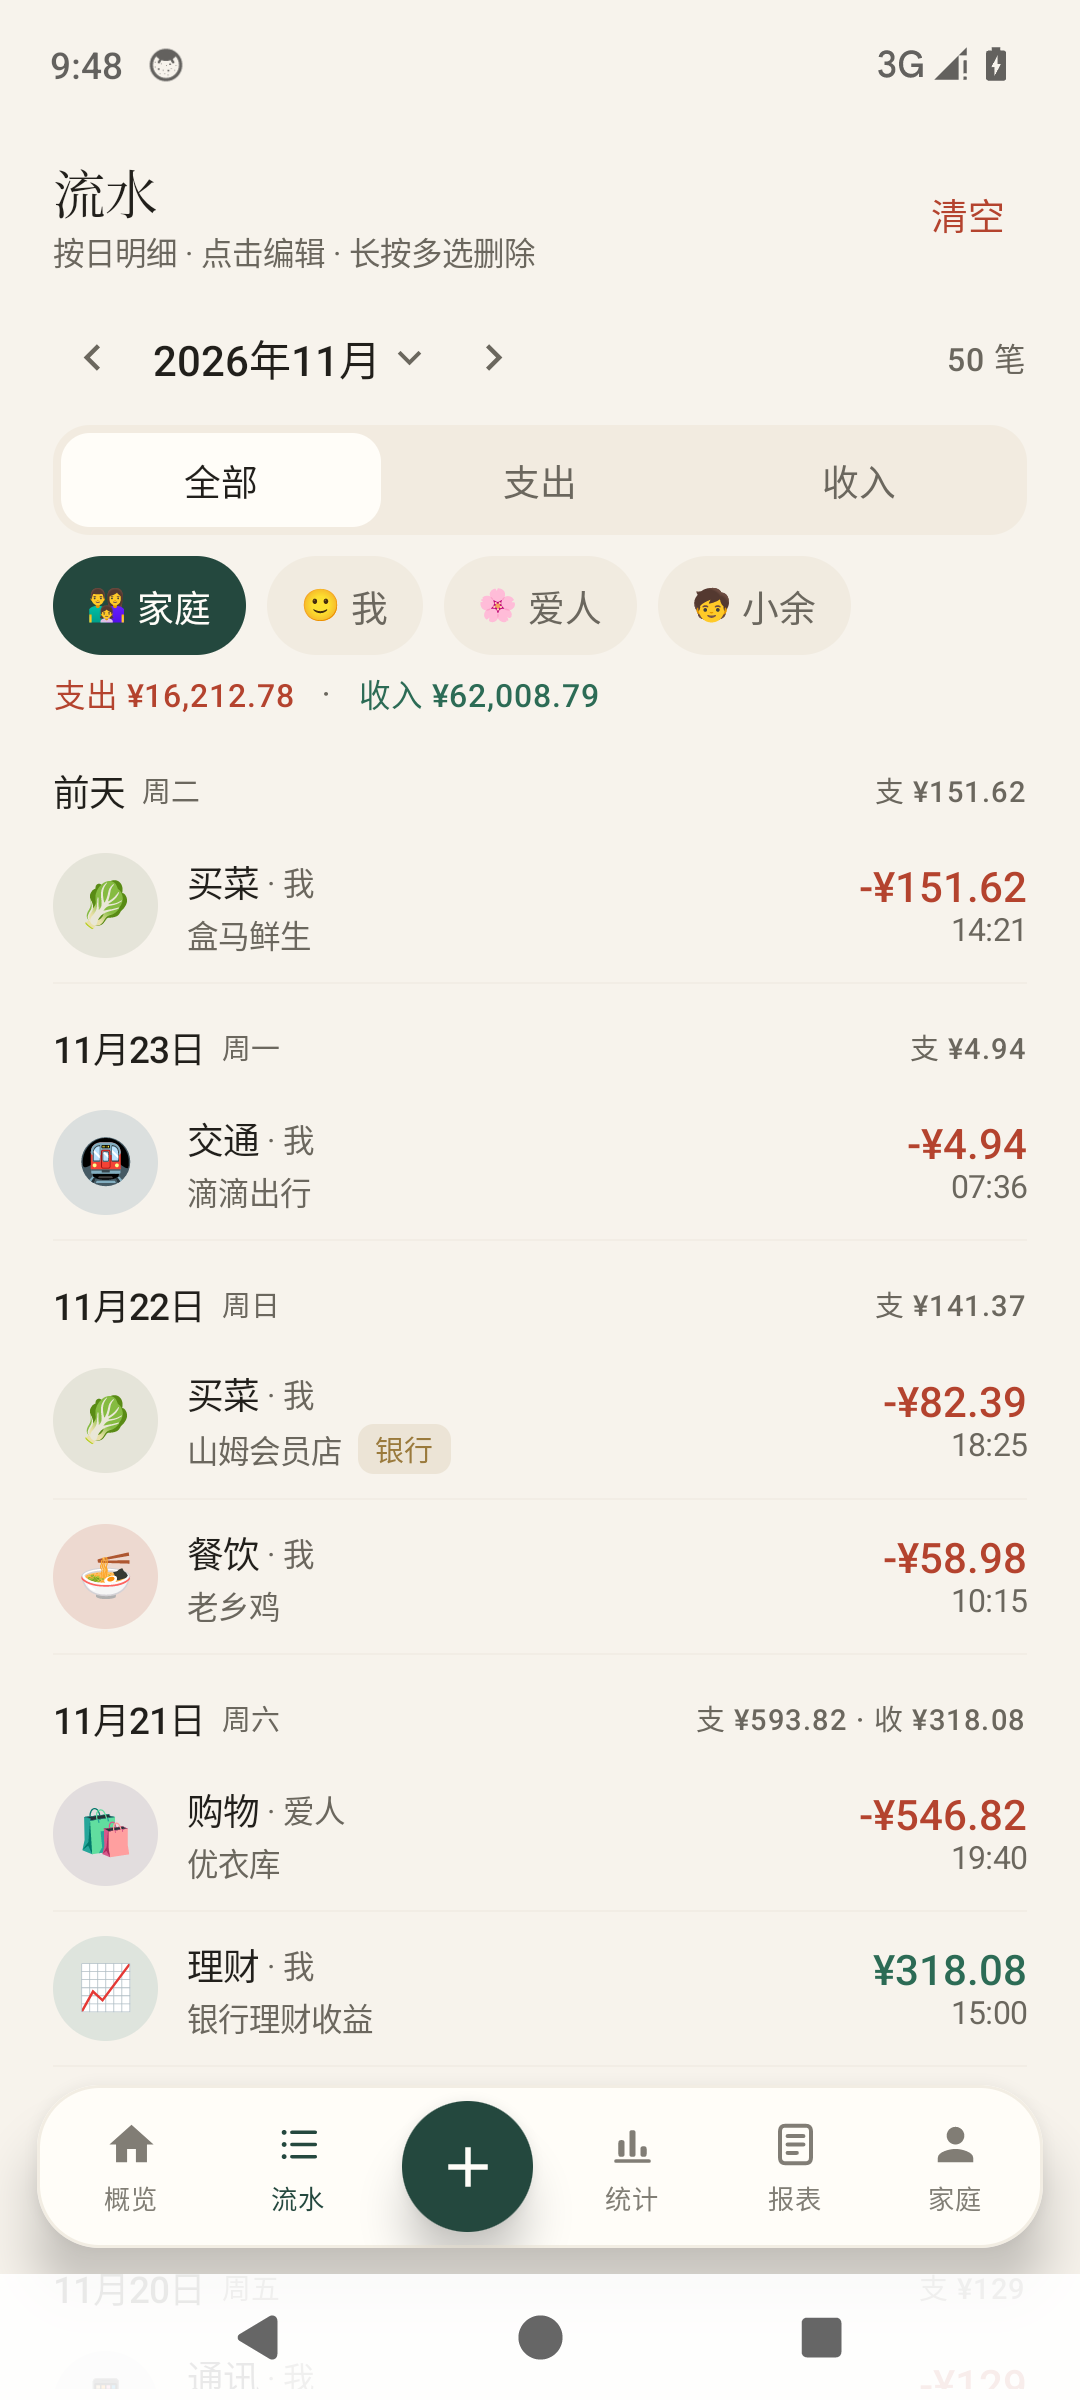 9:48
3G
流水
按日明细 · 点击编辑 · 长按多选删除
清空
2026年11月
50 笔
全部
支出
收入
家庭
我
爱人
小余
支出 ¥16,212.78 · 收入 ¥62,008.79
前天 周二
支 ¥151.62
买菜 · 我
盒马鲜生
-¥151.62
14:21
11月23日 周一
支 ¥4.94
交通 · 我
滴滴出行
-¥4.94
07:36
11月22日 周日
支 ¥141.37
买菜 · 我
山姆会员店 银行
-¥82.39
18:25
餐饮 · 我
老乡鸡
-¥58.98
10:15
11月21日 周六
支 ¥593.82 · 收 ¥318.08
购物 · 爱人
优衣库
-¥546.82
19:40
理财 · 我
银行理财收益
¥318.08
15:00
概览
流水
统计
报表
家庭
11月20日 周五
支 ¥129
通讯 · 我
-¥129